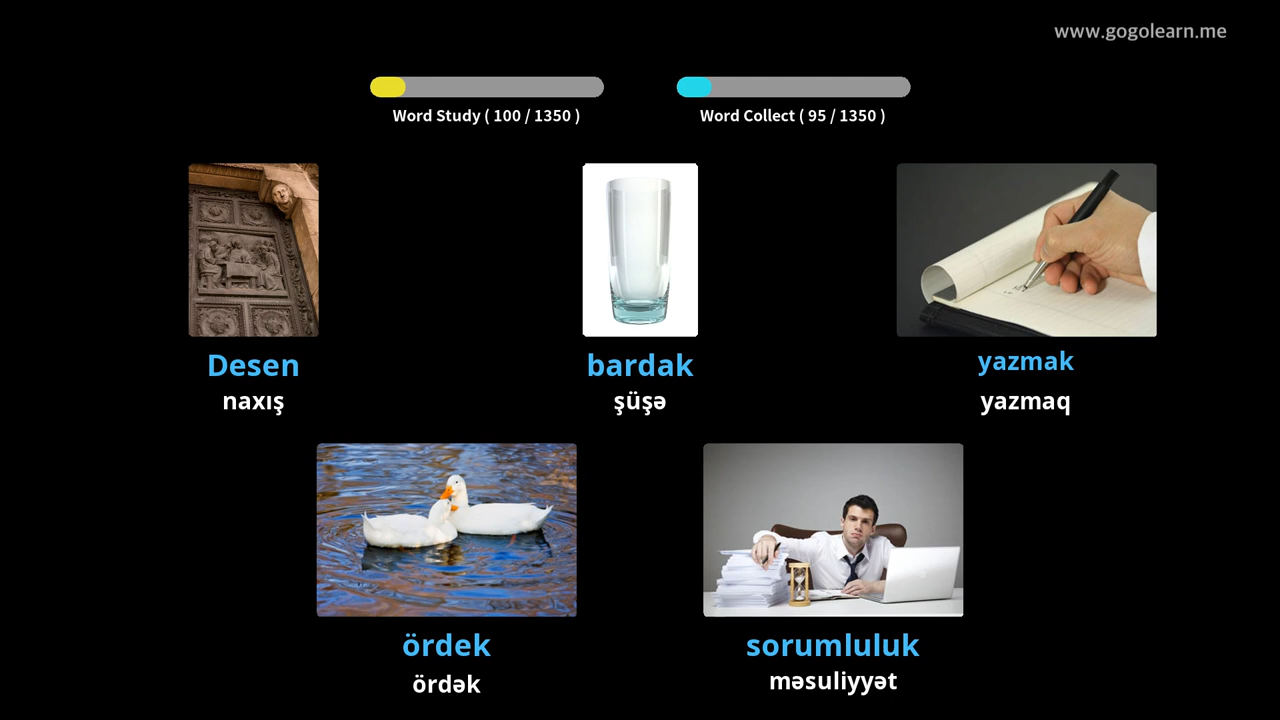 www.gogolearn.me
Word Study ( 100 / 1350 )
Word Collect ( 95 / 1350 )
Desen
naxış
bardak
şüşə
yazmak
yazmaq
ördek
ördək
sorumluluk
məsuliyyət